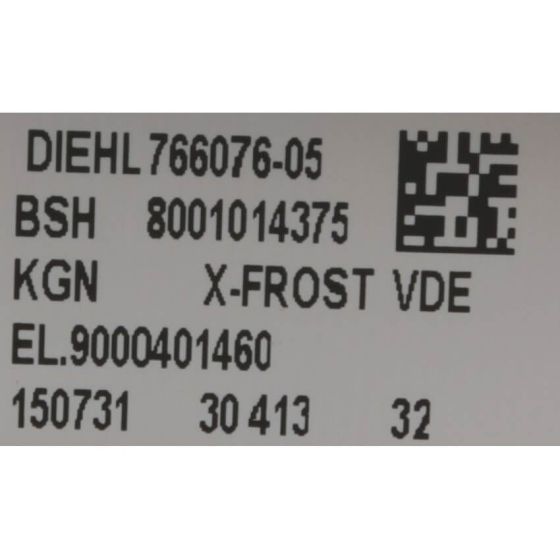 DIEHL 766076-05
BSH 8001014375
KGN X-FROST VDE
EL.9000401460
150731 30 413 32